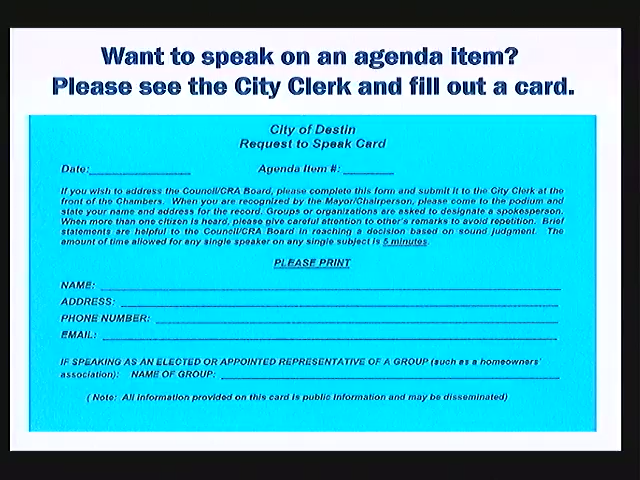 Want to speak on an agenda item?
Please see the City Clerk and fill out a card.
City of Destin
Request to Speak Card
Date:____________________ Agenda Item #: __________
If you wish to address the Council/CRA Board, please complete this form and submit it to the City Clerk at the
front of the Chambers. When you are recognized by the Mayor/Chairperson, please come to the podium and
state your name and address for the record. Groups or organizations are asked to designate a spokesperson.
When more than one citizen is heard, please give careful attention to other's remarks to avoid repetition. Brief
statements are helpful to the Council/CRA Board in reaching a decision based on sound judgment. The
amount of time allowed for any single speaker on any single subject is 5 minutes.
PLEASE PRINT
NAME:
ADDRESS:
PHONE NUMBER:
EMAIL:
IF SPEAKING AS AN ELECTED OR APPOINTED REPRESENTATIVE OF A GROUP (such as a homeowners'
association): NAME OF GROUP:
( Note: All information provided on this card is public information and may be disseminated)